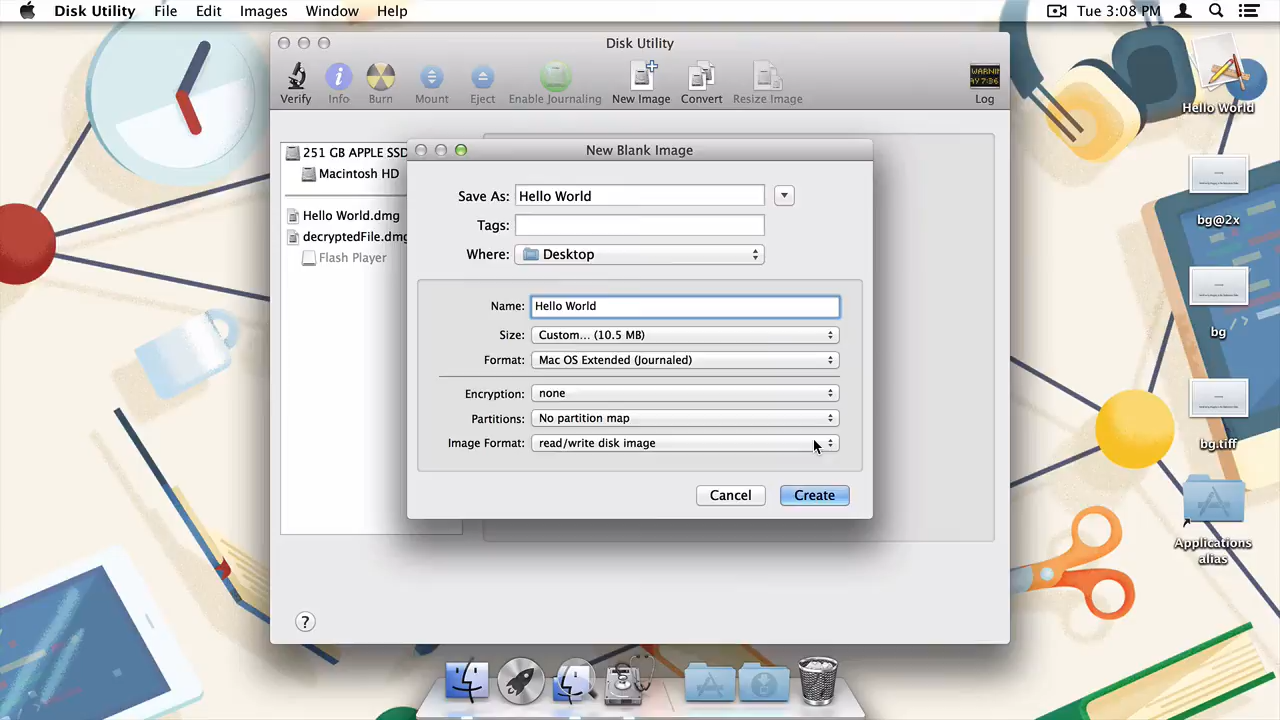 Disk Utility File Edit Images Window Help Tue 3:08 PM
Disk Utility
Verify Info Burn Mount Eject Enable Journaling New Image Convert Resize Image Log
WARNIN
AY 7:86
251 GB APPLE SSD
Macintosh HD
Hello World.dmg
decryptedFile.dmg
Flash Player
New Blank Image
Save As: Hello World
Tags:
Where: Desktop
Name: Hello World
Size: Custom... (10.5 MB)
Format: Mac OS Extended (Journaled)
Encryption: none
Partitions: No partition map
Image Format: read/write disk image
Cancel Create
?
Hello World
bg@2x
bg
bg.tiff
Applications
alias